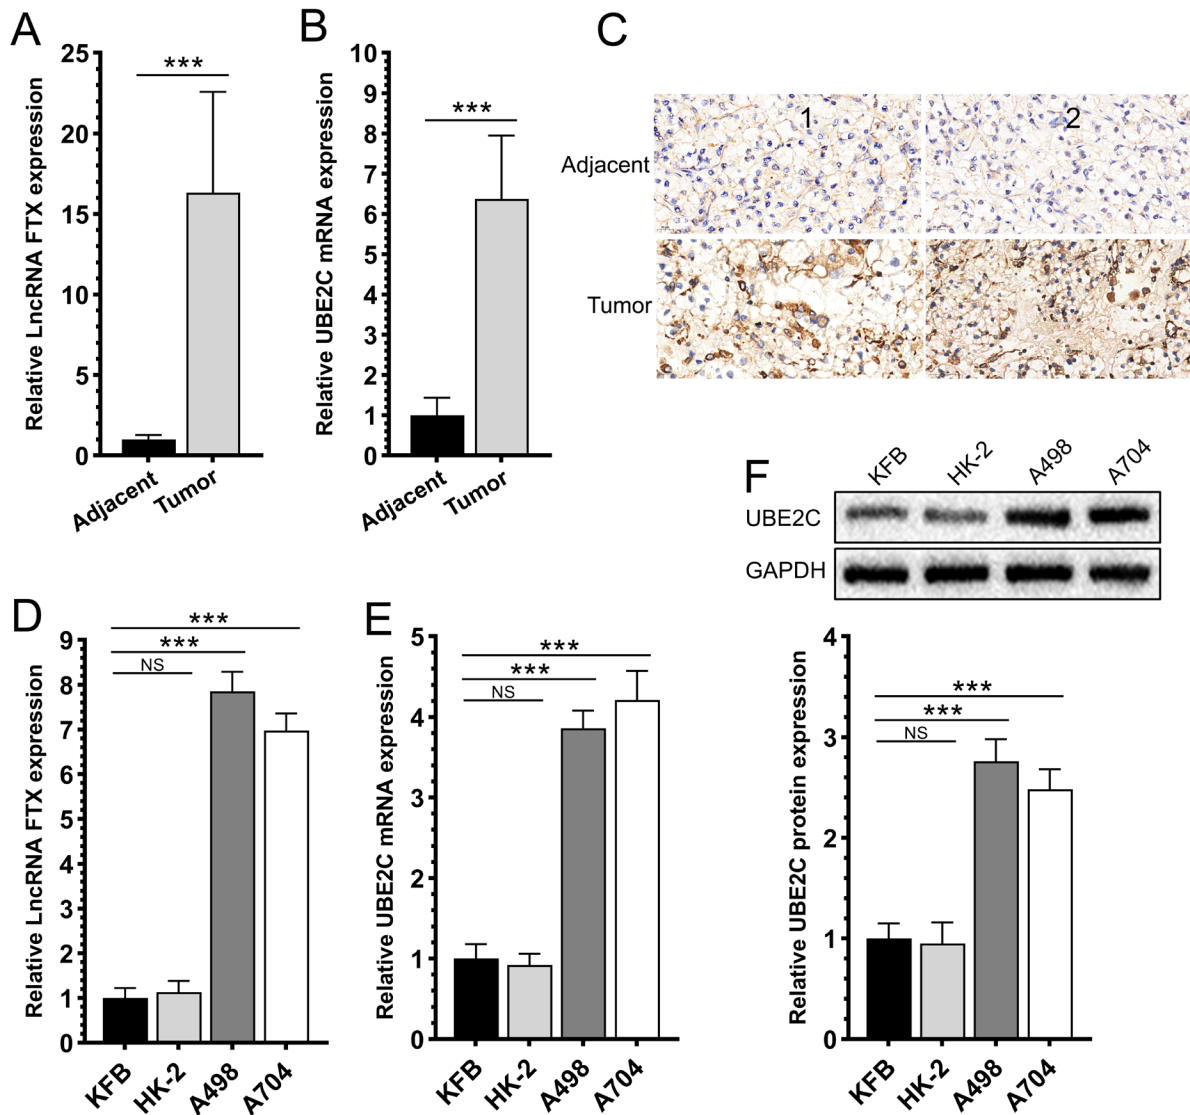 A
Relative LncRNA FTX expression
25
20
15
10
5
0
***
Adjacent
Tumor
B
Relative UBE2C mRNA expression
10
9
8
7
6
5
4
3
2
1
0
***
Adjacent
Tumor
C
1
2
Adjacent
Tumor
D
Relative LncRNA FTX expression
9
8
7
6
5
4
3
2
1
0
***
***
NS
KFB
HK-2
A498
A704
E
Relative UBE2C mRNA expression
5
4
3
2
1
0
***
***
NS
KFB
HK-2
A498
A704
F
KFB
HK-2
A498
A704
UBE2C
GAPDH
Relative UBE2C protein expression
4
3
2
1
0
***
***
NS
KFB
HK-2
A498
A704